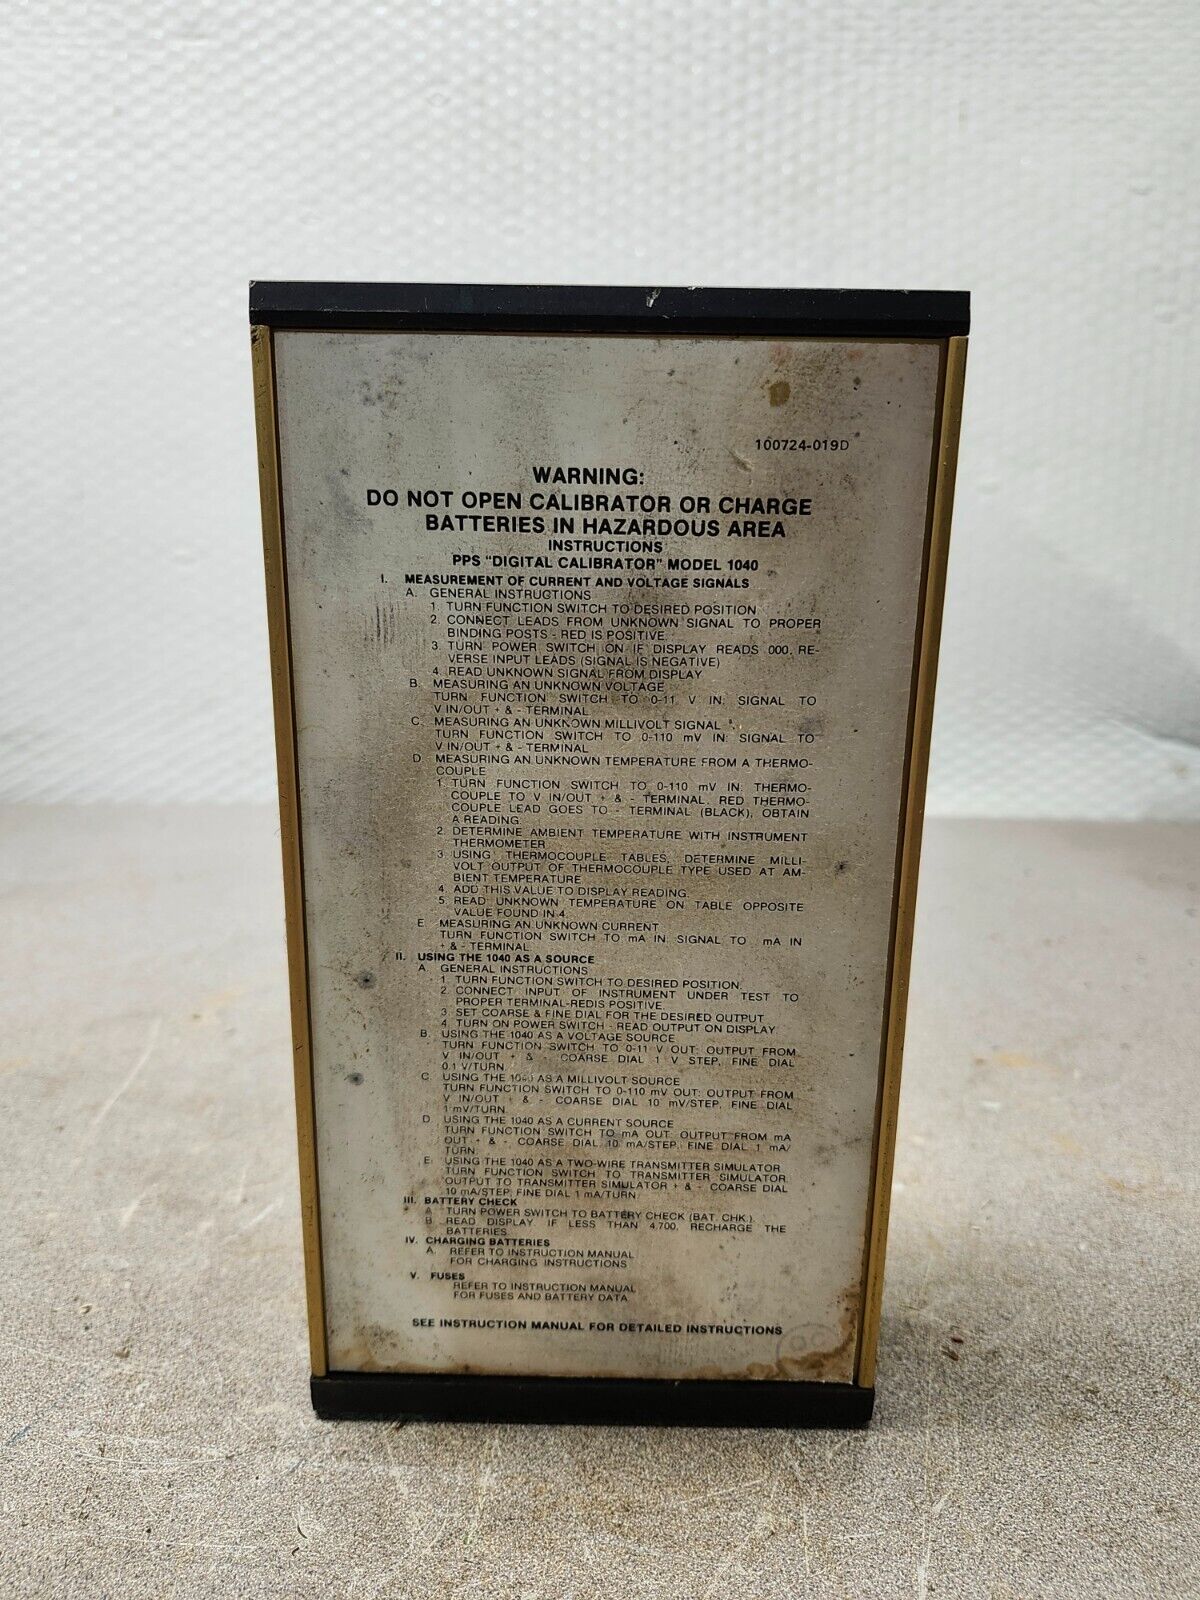 100724-019D
WARNING:
DO NOT OPEN CALIBRATOR OR CHARGE
BATTERIES IN HAZARDOUS AREA
INSTRUCTIONS
PPS "DIGITAL CALIBRATOR" MODEL 1040
I. MEASUREMENT OF CURRENT AND VOLTAGE SIGNALS
A. GENERAL INSTRUCTIONS
1. TURN FUNCTION SWITCH TO DESIRED POSITION
2. CONNECT LEADS FROM UNKNOWN SIGNAL TO PROPER
BINDING POSTS - RED IS POSITIVE.
3. TURN POWER SWITCH ON IF DISPLAY READS .000, RE-
VERSE INPUT LEADS (SIGNAL IS NEGATIVE)
4. READ UNKNOWN SIGNAL FROM DISPLAY
B. MEASURING AN UNKNOWN VOLTAGE
TURN FUNCTION SWITCH TO 0-11 V IN: SIGNAL TO
V IN/OUT + & - TERMINAL
C. MEASURING AN UNKNOWN MILLIVOLT SIGNAL
TURN FUNCTION SWITCH TO 0-110 mV IN: SIGNAL TO
V IN/OUT + & - TERMINAL
D. MEASURING AN UNKNOWN TEMPERATURE FROM A THERMO-
COUPLE
1. TURN FUNCTION SWITCH TO 0-110 mV IN: THERMO-
COUPLE TO V IN/OUT + & - TERMINAL. RED THERMO-
COUPLE LEAD GOES TO - TERMINAL (BLACK), OBTAIN
A READING.
2. DETERMINE AMBIENT TEMPERATURE WITH INSTRUMENT
THERMOMETER
3. USING THERMOCOUPLE TABLES, DETERMINE MILLI-
VOLT OUTPUT OF THERMOCOUPLE TYPE USED AT AM-
BIENT TEMPERATURE
4. ADD THIS VALUE TO DISPLAY READING.
5. READ UNKNOWN TEMPERATURE ON TABLE OPPOSITE
VALUE FOUND IN 4.
E. MEASURING AN UNKNOWN CURRENT
TURN FUNCTION SWITCH TO mA IN: SIGNAL TO mA IN
+ & - TERMINAL.
II. USING THE 1040 AS A SOURCE
A. GENERAL INSTRUCTIONS
1. TURN FUNCTION SWITCH TO DESIRED POSITION.
2. CONNECT INPUT OF INSTRUMENT UNDER TEST TO
PROPER TERMINAL-REDIS POSITIVE
3. SET COARSE & FINE DIAL FOR THE DESIRED OUTPUT
4. TURN ON POWER SWITCH - READ OUTPUT ON DISPLAY
B. USING THE 1040 AS A VOLTAGE SOURCE
TURN FUNCTION SWITCH TO 0-11 V OUT: OUTPUT FROM
V IN/OUT + & - COARSE DIAL 1 V STEP, FINE DIAL
0.1 V/TURN.
C. USING THE 1040 AS A MILLIVOLT SOURCE
TURN FUNCTION SWITCH TO 0-110 mV OUT: OUTPUT FROM
V IN/OUT + & - COARSE DIAL 10 mV/STEP, FINE DIAL
1 mV/TURN
D. USING THE 1040 AS A CURRENT SOURCE
TURN FUNCTION SWITCH TO mA OUT: OUTPUT FROM mA
OUT + & - COARSE DIAL 10 mA/STEP, FINE DIAL 1 mA/
TURN
E. USING THE 1040 AS A TWO-WIRE TRANSMITTER SIMULATOR
TURN FUNCTION SWITCH TO TRANSMITTER SIMULATOR
OUTPUT TO TRANSMITTER SIMULATOR + & - COARSE DIAL
10 mA/STEP, FINE DIAL 1 mA/TURN
III. BATTERY CHECK
A. TURN POWER SWITCH TO BATTERY CHECK (BAT. CHK.)
B. READ DISPLAY IF LESS THAN 4.700, RECHARGE THE
BATTERIES
IV. CHARGING BATTERIES
A. REFER TO INSTRUCTION MANUAL
FOR CHARGING INSTRUCTIONS
V. FUSES
REFER TO INSTRUCTION MANUAL
FOR FUSES AND BATTERY DATA
SEE INSTRUCTION MANUAL FOR DETAILED INSTRUCTIONS